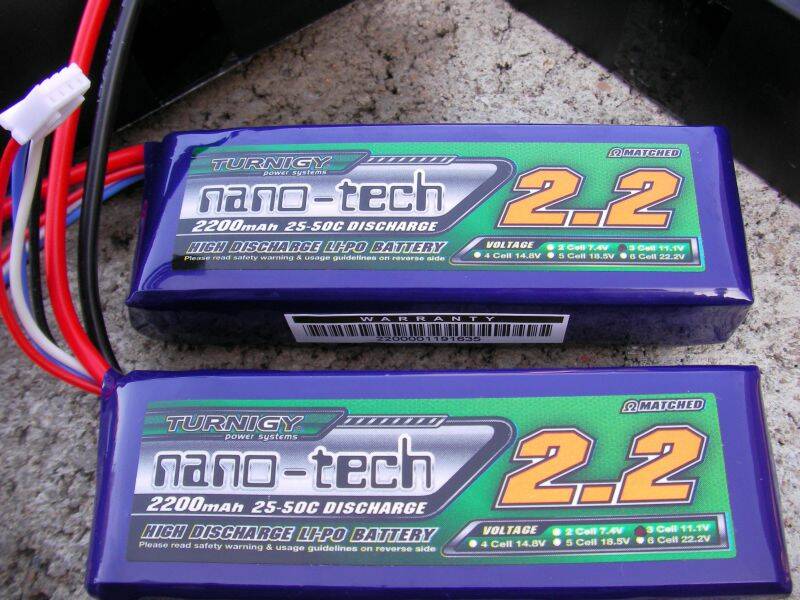 TURNIGY
power systems
Ω MATCHED
nano-tech
2.2
2200mAh 25-50C DISCHARGE
HIGH DISCHARGE LI-PO BATTERY
Please read safety warning & usage guidelines on reverse side
VOLTAGE 2 Cell 7.4V 3 Cell 11.1V
4 Cell 14.8V 5 Cell 18.5V 6 Cell 22.2V
WARRANTY
2200001191635
TURNIGY
power systems
Ω MATCHED
nano-tech
2.2
2200mAh 25-50C DISCHARGE
HIGH DISCHARGE LI-PO BATTERY
Please read safety warning & usage guidelines on reverse side
VOLTAGE 2 Cell 7.4V 3 Cell 11.1V
4 Cell 14.8V 5 Cell 18.5V 6 Cell 22.2V